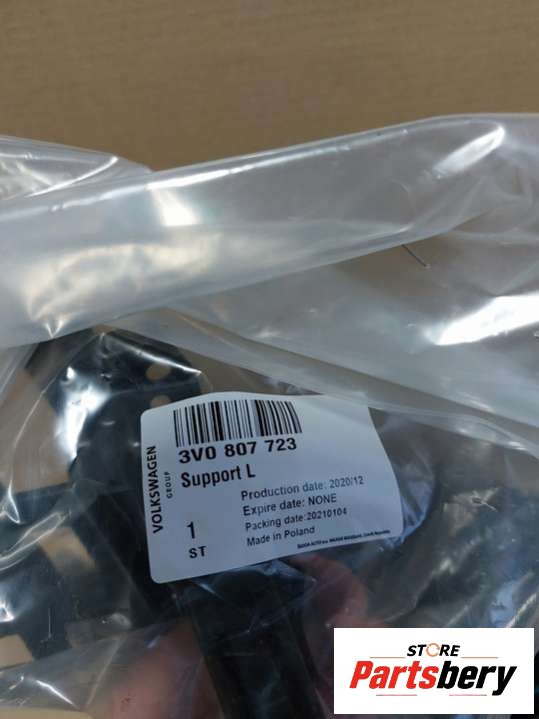 VOLKSWAGEN
GROUP
3V0 807 723
Support L
Production date: 2020/12
Expire date: NONE
Packing date:20210104
Made in Poland
1
ST
STORE
Partsbery